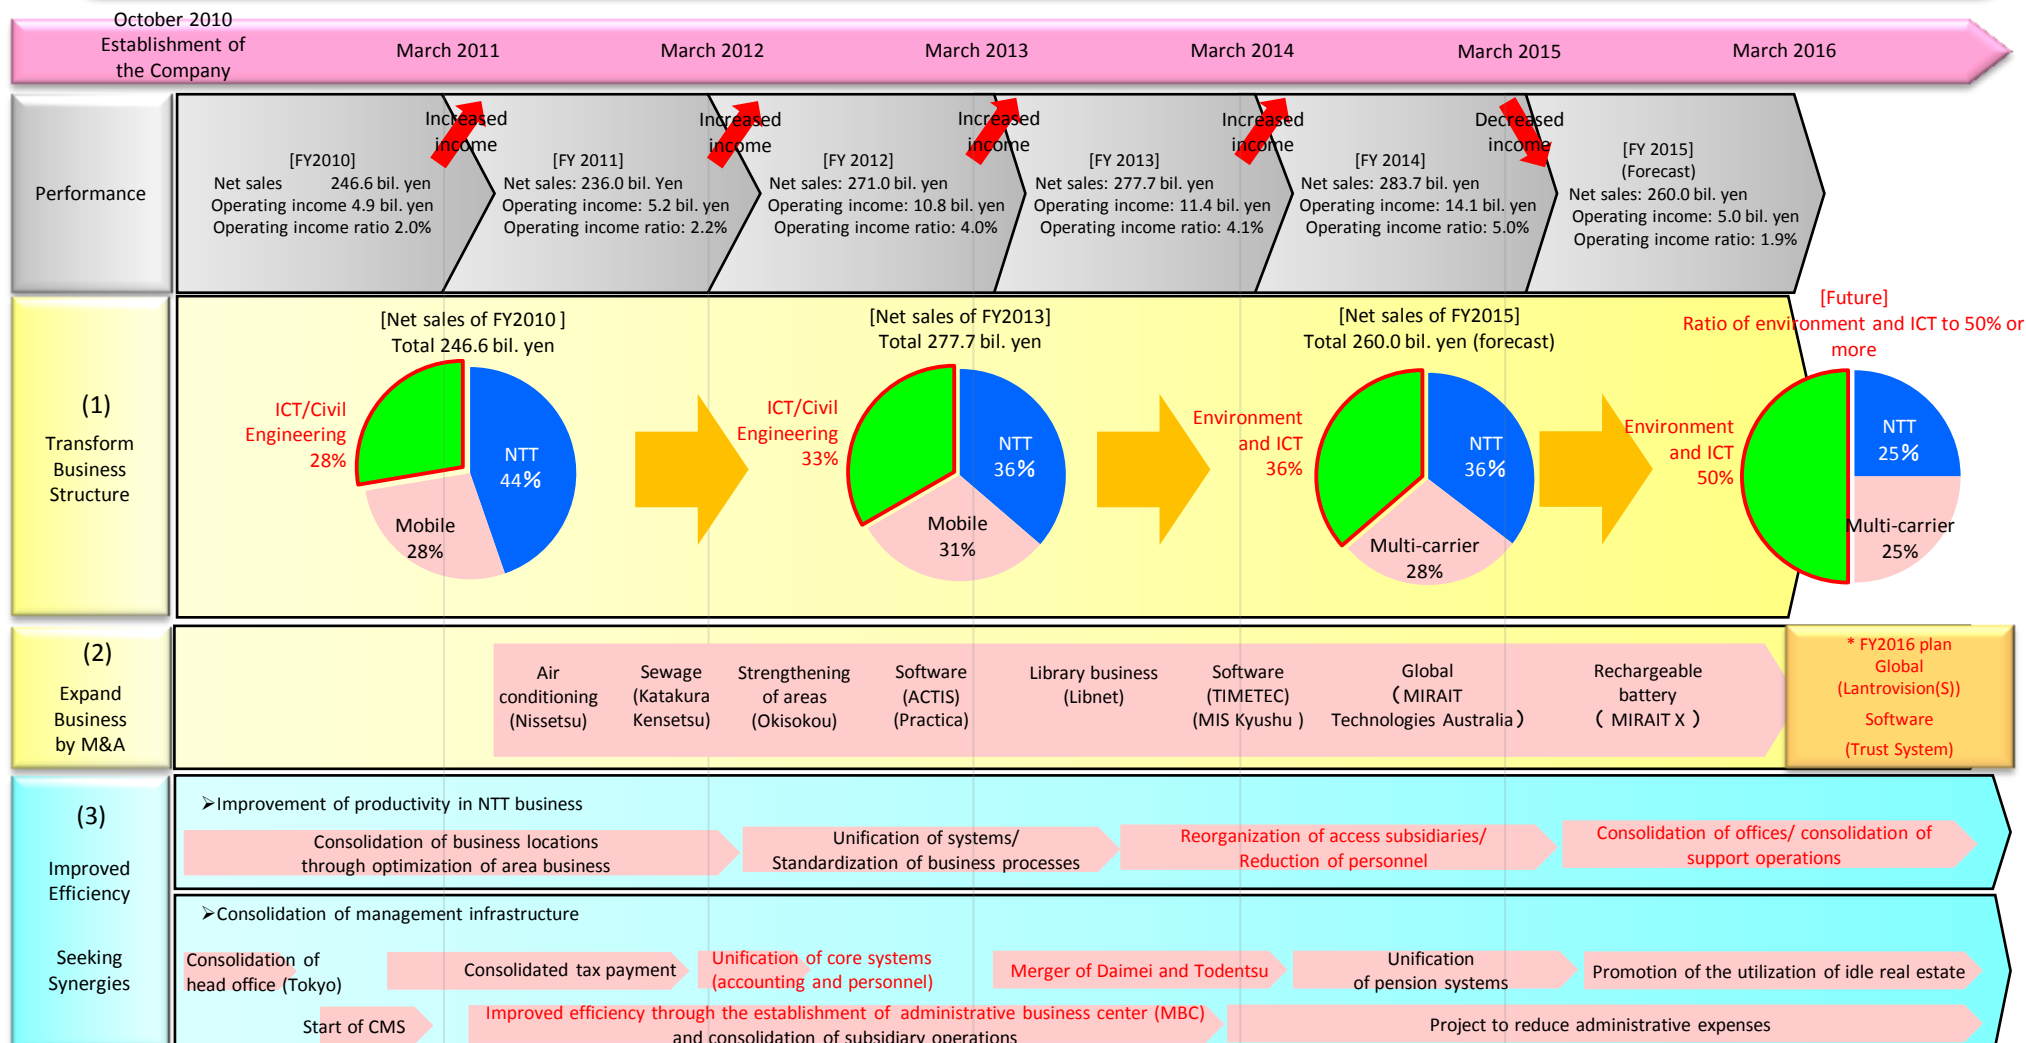 October 2010
Establishment of
the Company
March 2011
March 2012
March 2013
March 2014
March 2015
March 2016
Performance
Increased
income
Increased
income
Increased
income
Increased
income
Decreased
income
[FY2010]
Net sales 246.6 bil. yen
Operating income 4.9 bil. yen
Operating income ratio 2.0%
[FY 2011]
Net sales: 236.0 bil. Yen
Operating income: 5.2 bil. yen
Operating income ratio: 2.2%
[FY 2012]
Net sales: 271.0 bil. yen
Operating income: 10.8 bil. yen
Operating income ratio: 4.0%
[FY 2013]
Net sales: 277.7 bil. yen
Operating income: 11.4 bil. yen
Operating income ratio: 4.1%
[FY 2014]
Net sales: 283.7 bil. yen
Operating income: 14.1 bil. yen
Operating income ratio: 5.0%
[FY 2015]
(Forecast)
Net sales: 260.0 bil. yen
Operating income: 5.0 bil. yen
Operating income ratio: 1.9%
(1)
Transform
Business
Structure
[Net sales of FY2010 ]
Total 246.6 bil. yen
ICT/Civil
Engineering
28%
NTT
44%
Mobile
28%
[Net sales of FY2013]
Total 277.7 bil. yen
ICT/Civil
Engineering
33%
NTT
36%
Mobile
31%
[Net sales of FY2015]
Total 260.0 bil. yen (forecast)
Environment
and ICT
36%
NTT
36%
Multi-carrier
28%
[Future]
Ratio of environment and ICT to 50% or
more
Environment
and ICT
50%
NTT
25%
Multi-carrier
25%
(2)
Expand
Business
by M&A
Air
conditioning
(Nissetsu)
Sewage
(Katakura
Kensetsu)
Strengthening
of areas
(Okisokou)
Software
(ACTIS)
(Practica)
Library business
(Libnet)
Software
(TIMETEC)
(MIS Kyushu )
Global
( MIRAIT
Technologies Australia )
Rechargeable
battery
( MIRAIT X )
* FY2016 plan
Global
(Lantrovision(S))
Software
(Trust System)
(3)
Improved
Efficiency
Seeking
Synergies
➢Improvement of productivity in NTT business
Consolidation of business locations
through optimization of area business
Unification of systems/
Standardization of business processes
Reorganization of access subsidiaries/
Reduction of personnel
Consolidation of offices/ consolidation of
support operations
➢Consolidation of management infrastructure
Consolidation of
head office (Tokyo)
Consolidated tax payment
Unification of core systems
(accounting and personnel)
Merger of Daimei and Todentsu
Unification
of pension systems
Promotion of the utilization of idle real estate
Start of CMS
Improved efficiency through the establishment of administrative business center (MBC)
and consolidation of subsidiary operations
Project to reduce administrative expenses